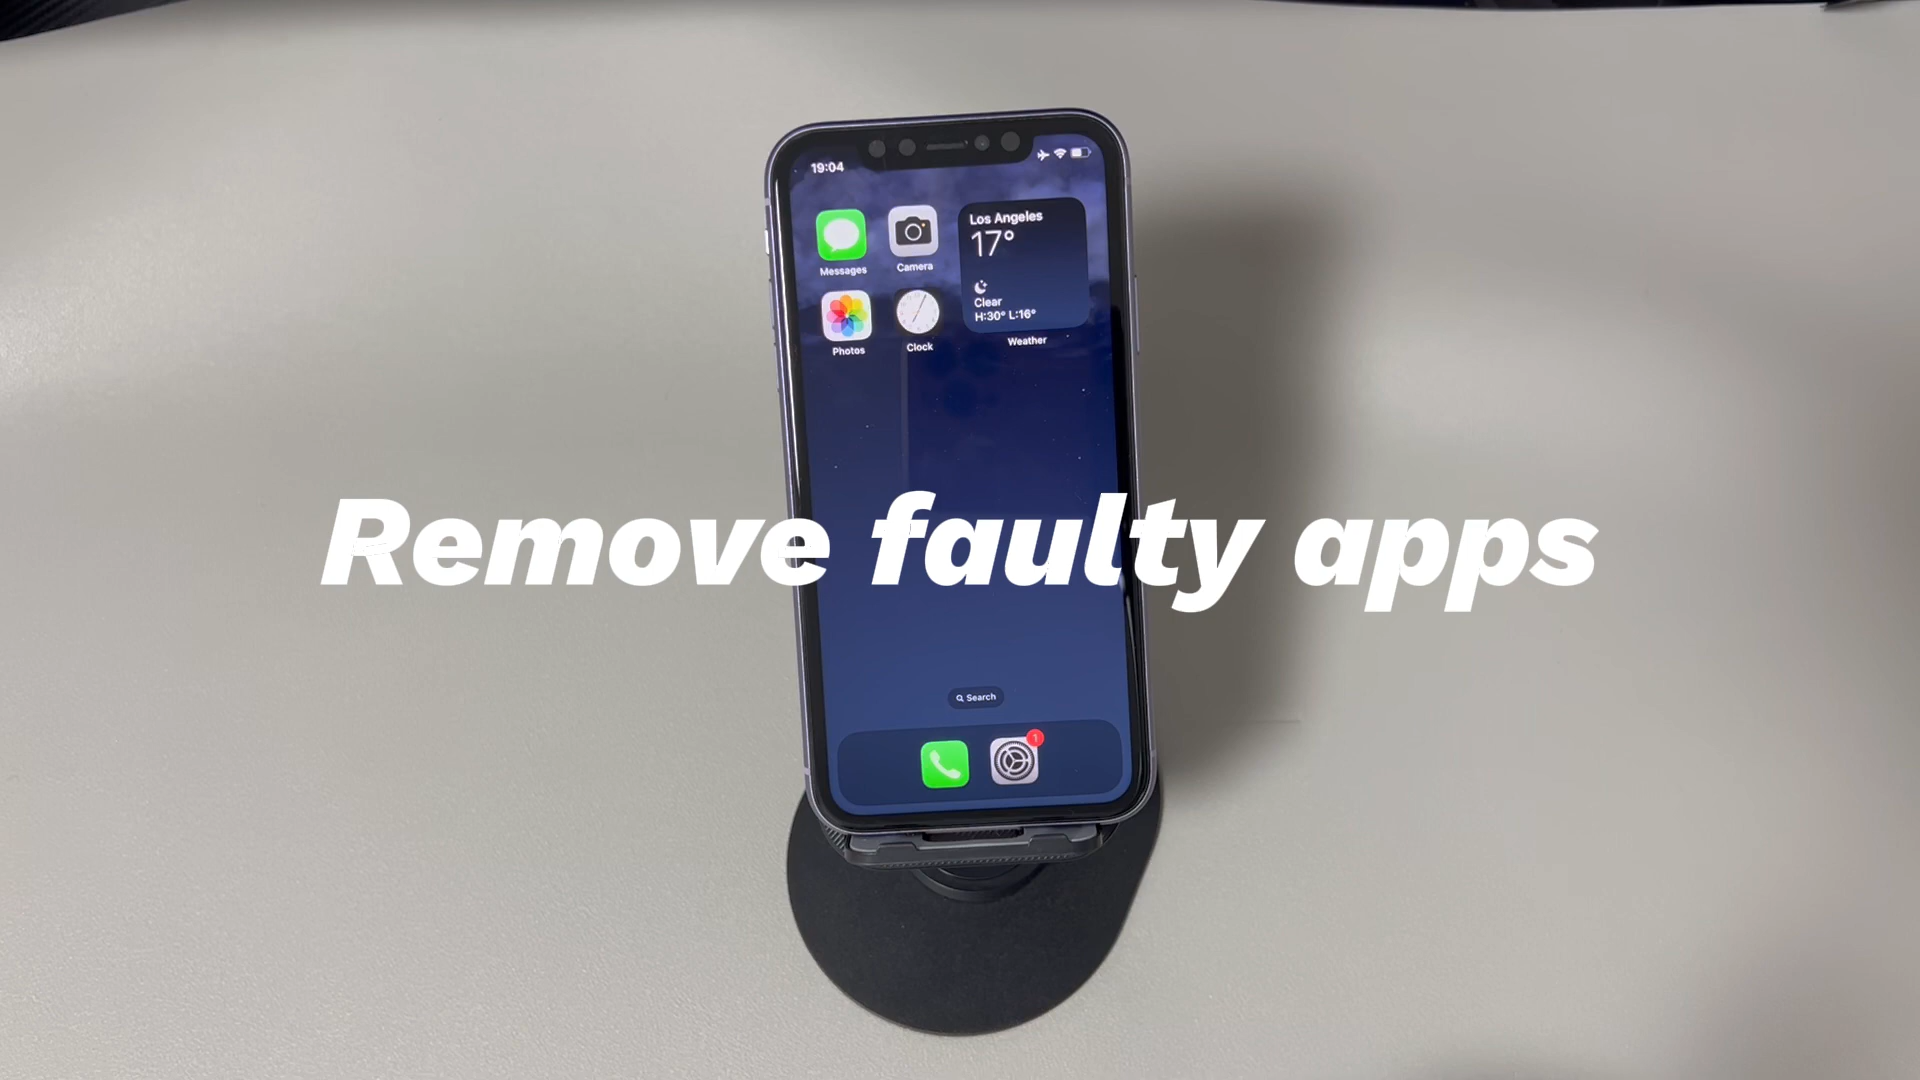 19:04
Messages
Camera
Los Angeles
17°
Clear
H:30° L:16°
Photos
Clock
Weather
Remove faulty apps
Search
1